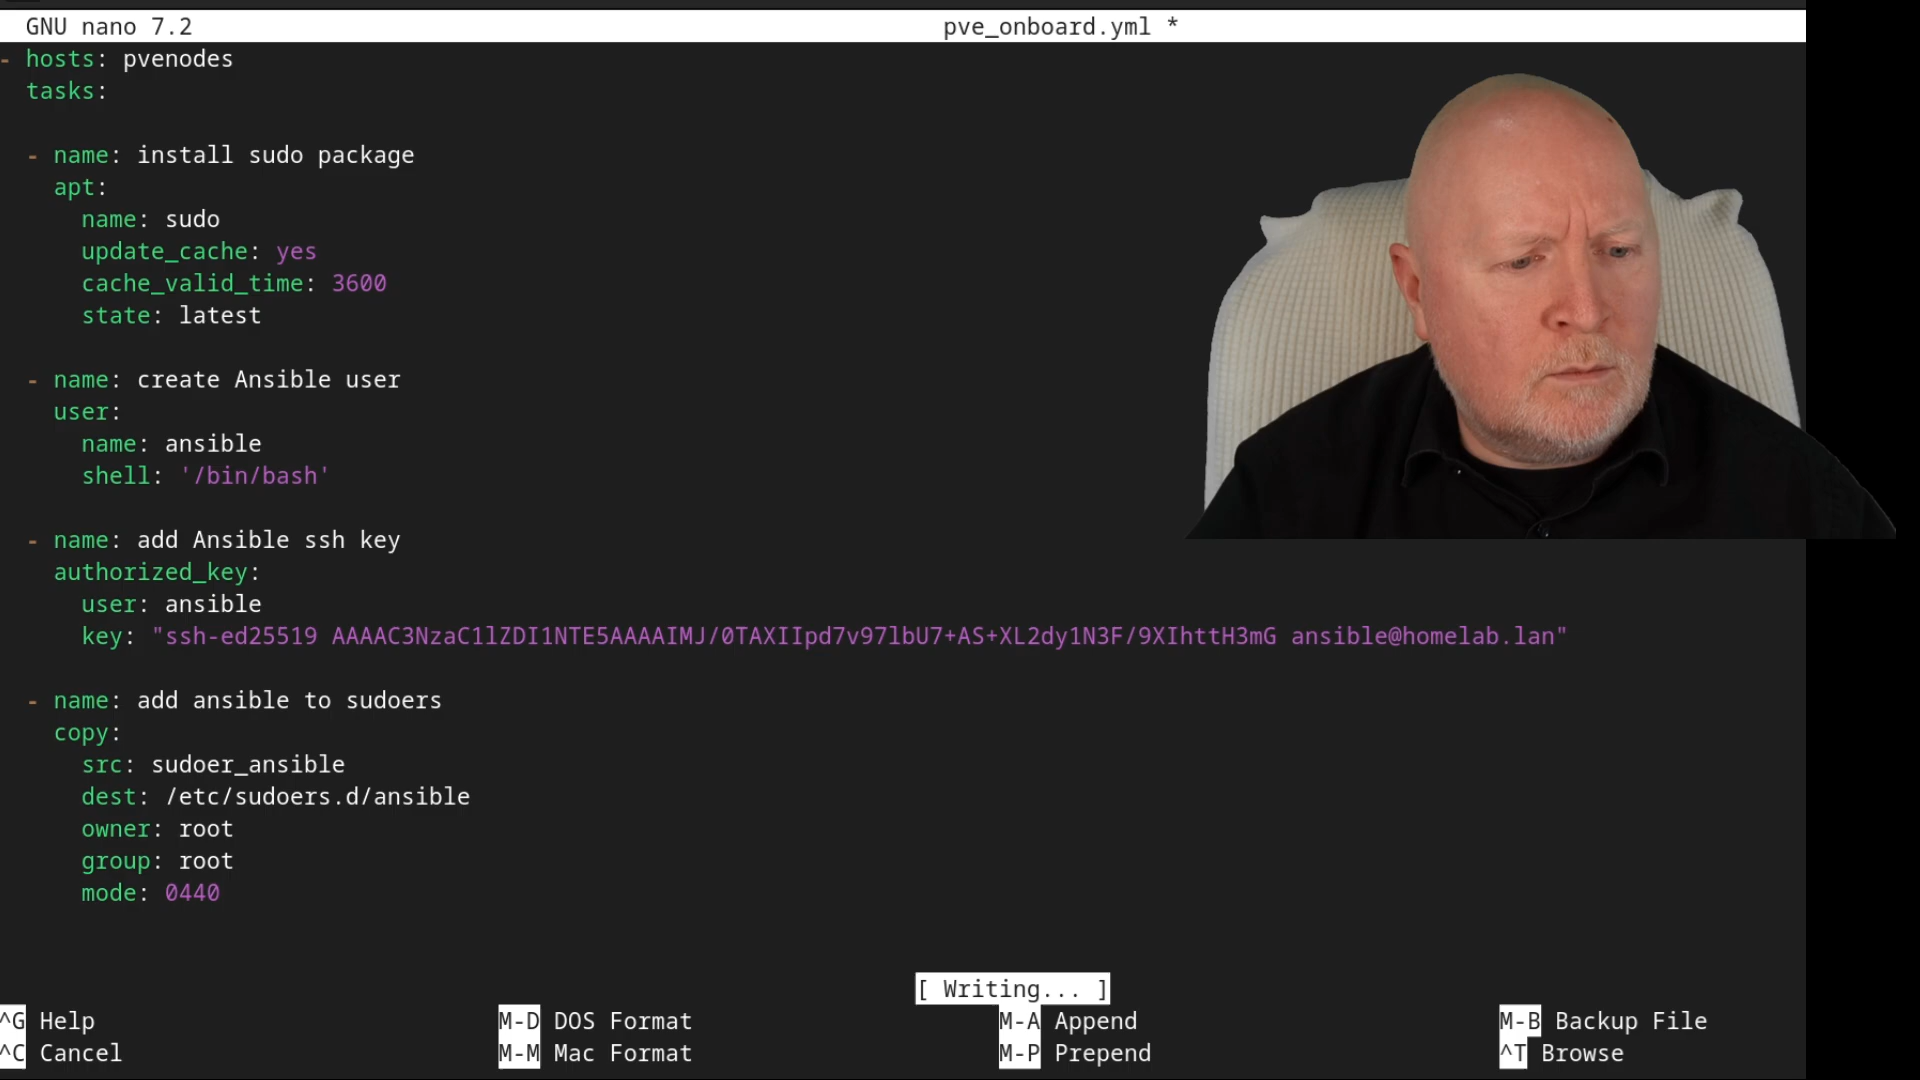 GNU nano 7.2 pve_onboard.yml *
- hosts: pvenodes
  tasks:

  - name: install sudo package
    apt:
      name: sudo
      update_cache: yes
      cache_valid_time: 3600
      state: latest

  - name: create Ansible user
    user:
      name: ansible
      shell: '/bin/bash'

  - name: add Ansible ssh key
    authorized_key:
      user: ansible
      key: "ssh-ed25519 AAAAC3NzaC1lZDI1NTE5AAAAIMJ/0TAXIIpd7v97lbU7+AS+XL2dy1N3F/9XIhttH3mG ansible@homelab.lan"

  - name: add ansible to sudoers
    copy:
      src: sudoer_ansible
      dest: /etc/sudoers.d/ansible
      owner: root
      group: root
      mode: 0440

[ Writing... ]
^G Help M-D DOS Format M-A Append M-B Backup File
^C Cancel M-M Mac Format M-P Prepend ^T Browse